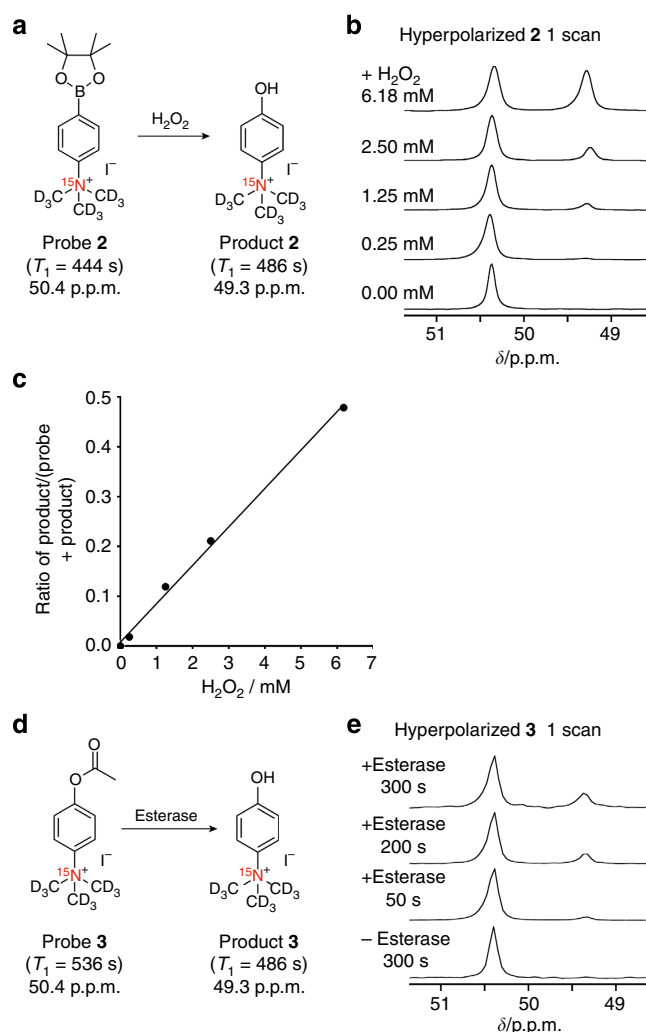 a
O
O
B
H₂O₂
OH
15N+
I−
D₃C
CD₃
CD₃
15N+
I−
D₃C
CD₃
CD₃
Probe 2
(T₁ = 444 s)
50.4 p.p.m.
Product 2
(T₁ = 486 s)
49.3 p.p.m.
b
Hyperpolarized 2 1 scan
+ H₂O₂
6.18 mM
2.50 mM
1.25 mM
0.25 mM
0.00 mM
51 50 49
δ/p.p.m.
c
Ratio of product/(probe
+ product)
0.5
0.4
0.3
0.2
0.1
0.0
0 1 2 3 4 5 6 7
H₂O₂ / mM
d
O
O
Esterase
OH
15N+
I−
D₃C
CD₃
CD₃
15N+
I−
D₃C
CD₃
CD₃
Probe 3
(T₁ = 536 s)
50.4 p.p.m.
Product 3
(T₁ = 486 s)
49.3 p.p.m.
e
Hyperpolarized 3 1 scan
+Esterase
300 s
+Esterase
200 s
+Esterase
50 s
– Esterase
300 s
51 50 49
δ/p.p.m.